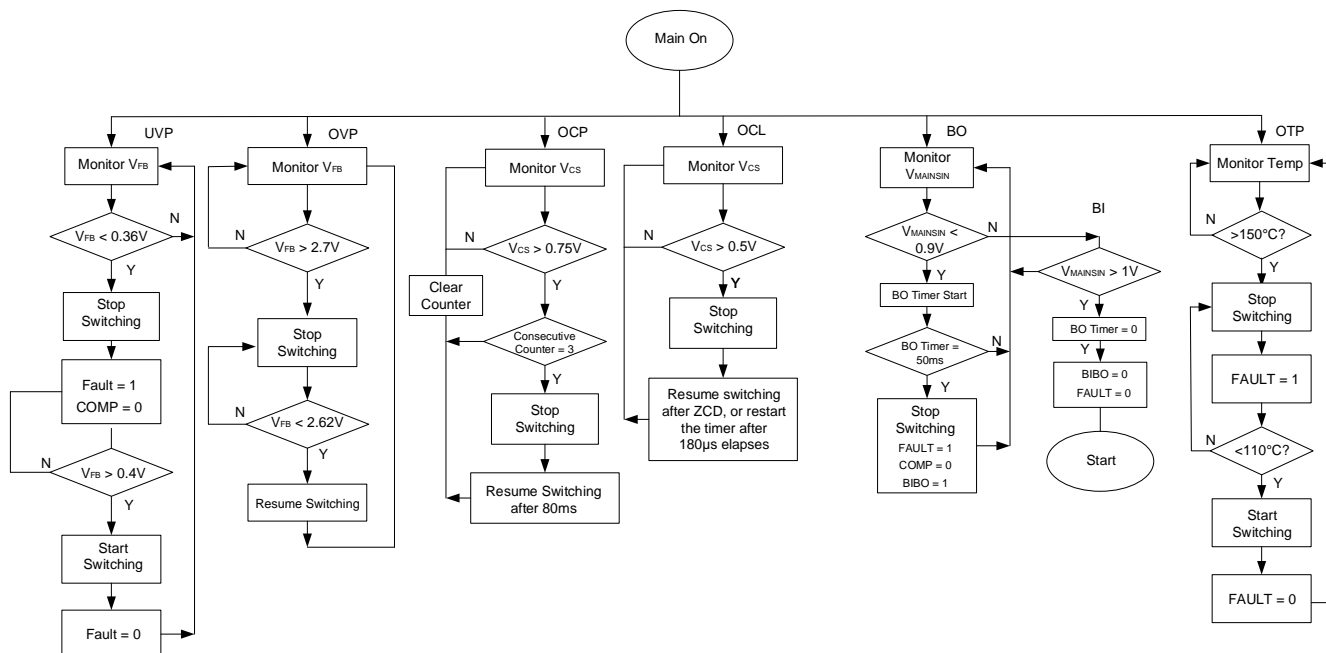 Main On
UVP
Monitor VFB
VFB < 0.36V
N
Y
Stop
Switching
Fault = 1
COMP = 0
N
VFB > 0.4V
Y
Start
Switching
Fault = 0
OVP
Monitor VFB
N
VFB > 2.7V
Y
Stop
Switching
N
VFB < 2.62V
Y
Resume Switching
OCP
Monitor VCS
N
VCS > 0.75V
Clear
Counter
Y
Consecutive
Counter = 3
Y
Stop
Switching
Resume Switching
after 80ms
OCL
Monitor VCS
N
VCS > 0.5V
Y
Stop
Switching
Resume switching
after ZCD, or restart
the timer after
180µs elapses
BO
Monitor
VMAINSIN
VMAINSIN <
0.9V
N
Y
BO Timer Start
BO Timer =
50ms
N
Y
Stop
Switching
FAULT = 1
COMP = 0
BIBO = 1
BI
N
VMAINSIN > 1V
Y
BO Timer = 0
Y
BIBO = 0
FAULT = 0
Start
OTP
Monitor Temp
N
>150°C?
Y
Stop
Switching
FAULT = 1
N
<110°C?
Y
Start
Switching
FAULT = 0